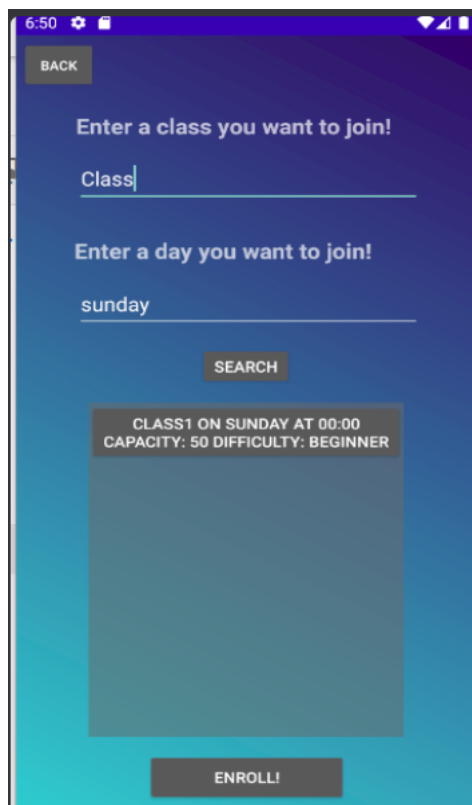 6:50
BACK
Enter a class you want to join!
Class
Enter a day you want to join!
sunday
SEARCH
CLASS1 ON SUNDAY AT 00:00
CAPACITY: 50 DIFFICULTY: BEGINNER
ENROLL!